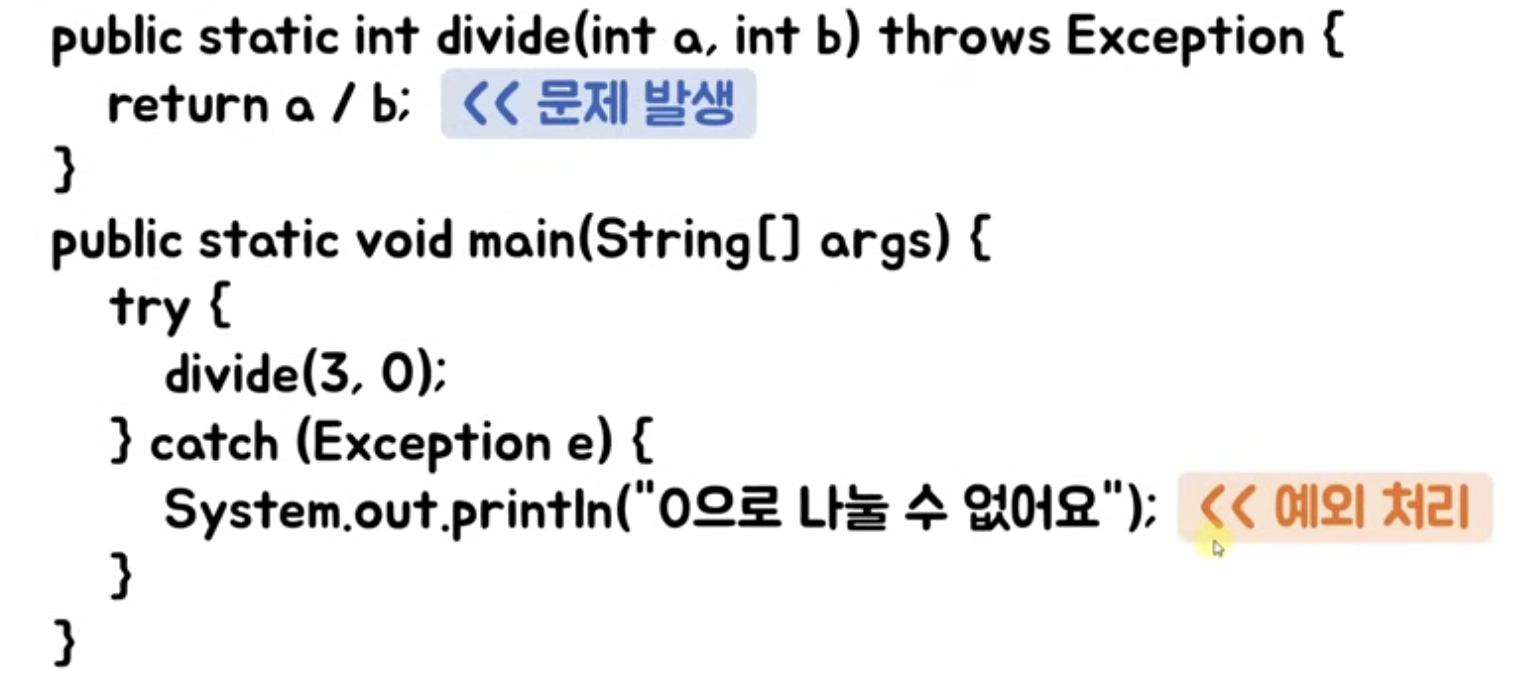 public static int divide(int a, int b) throws Exception {
return a / b; << 문제 발생
}
public static void main(String[] args) {
try {
divide(3, 0);
} catch (Exception e) {
System.out.println("0으로 나눌 수 없어요"); << 예외 처리
}
}